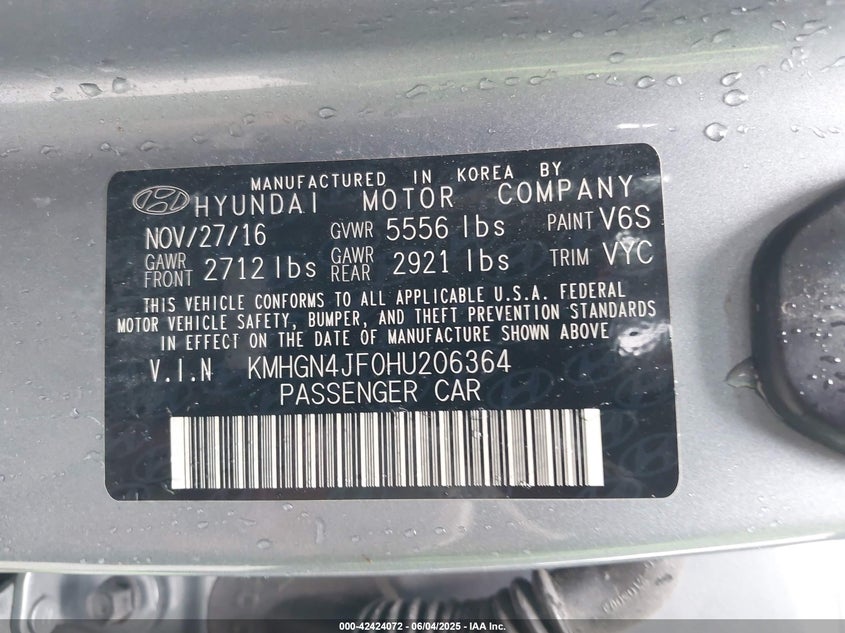 MANUFACTURED IN KOREA BY
HYUNDAI MOTOR COMPANY
NOV/27/16 GVWR 5556 lbs PAINT V6S
GAWR FRONT 2712 lbs GAWR REAR 2921 lbs TRIM VYC
THIS VEHICLE CONFORMS TO ALL APPLICABLE U.S.A. FEDERAL
MOTOR VEHICLE SAFETY, BUMPER, AND THEFT PREVENTION STANDARDS
IN EFFECT ON THE DATE OF MANUFACTURE SHOWN ABOVE
V.I.N KMHGN4JF0HU206364
PASSENGER CAR
000-42424072 - 06/04/2025 - IAA Inc.